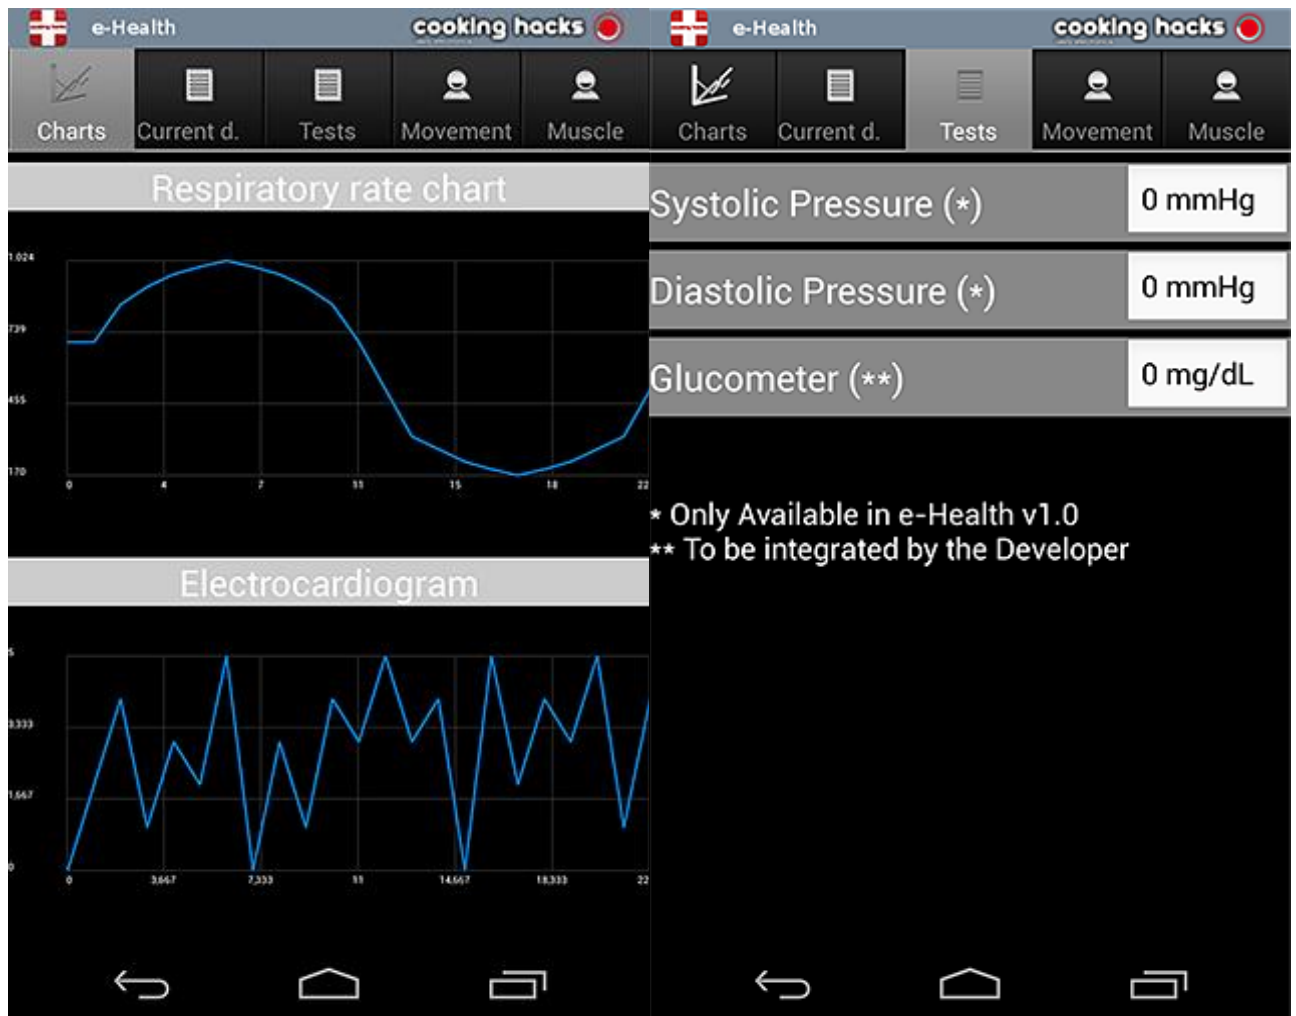 e-Health
cooking hacks
Charts
Current d.
Tests
Movement
Muscle
Respiratory rate chart
1.024
739
455
170
0
4
7
11
15
18
22
Electrocardiogram
5
3,333
1,667
0
0
3,667
7,333
11
14,667
18,333
22
e-Health
cooking hacks
Charts
Current d.
Tests
Movement
Muscle
Systolic Pressure (*)
0 mmHg
Diastolic Pressure (*)
0 mmHg
Glucometer (**)
0 mg/dL
* Only Available in e-Health v1.0
** To be integrated by the Developer